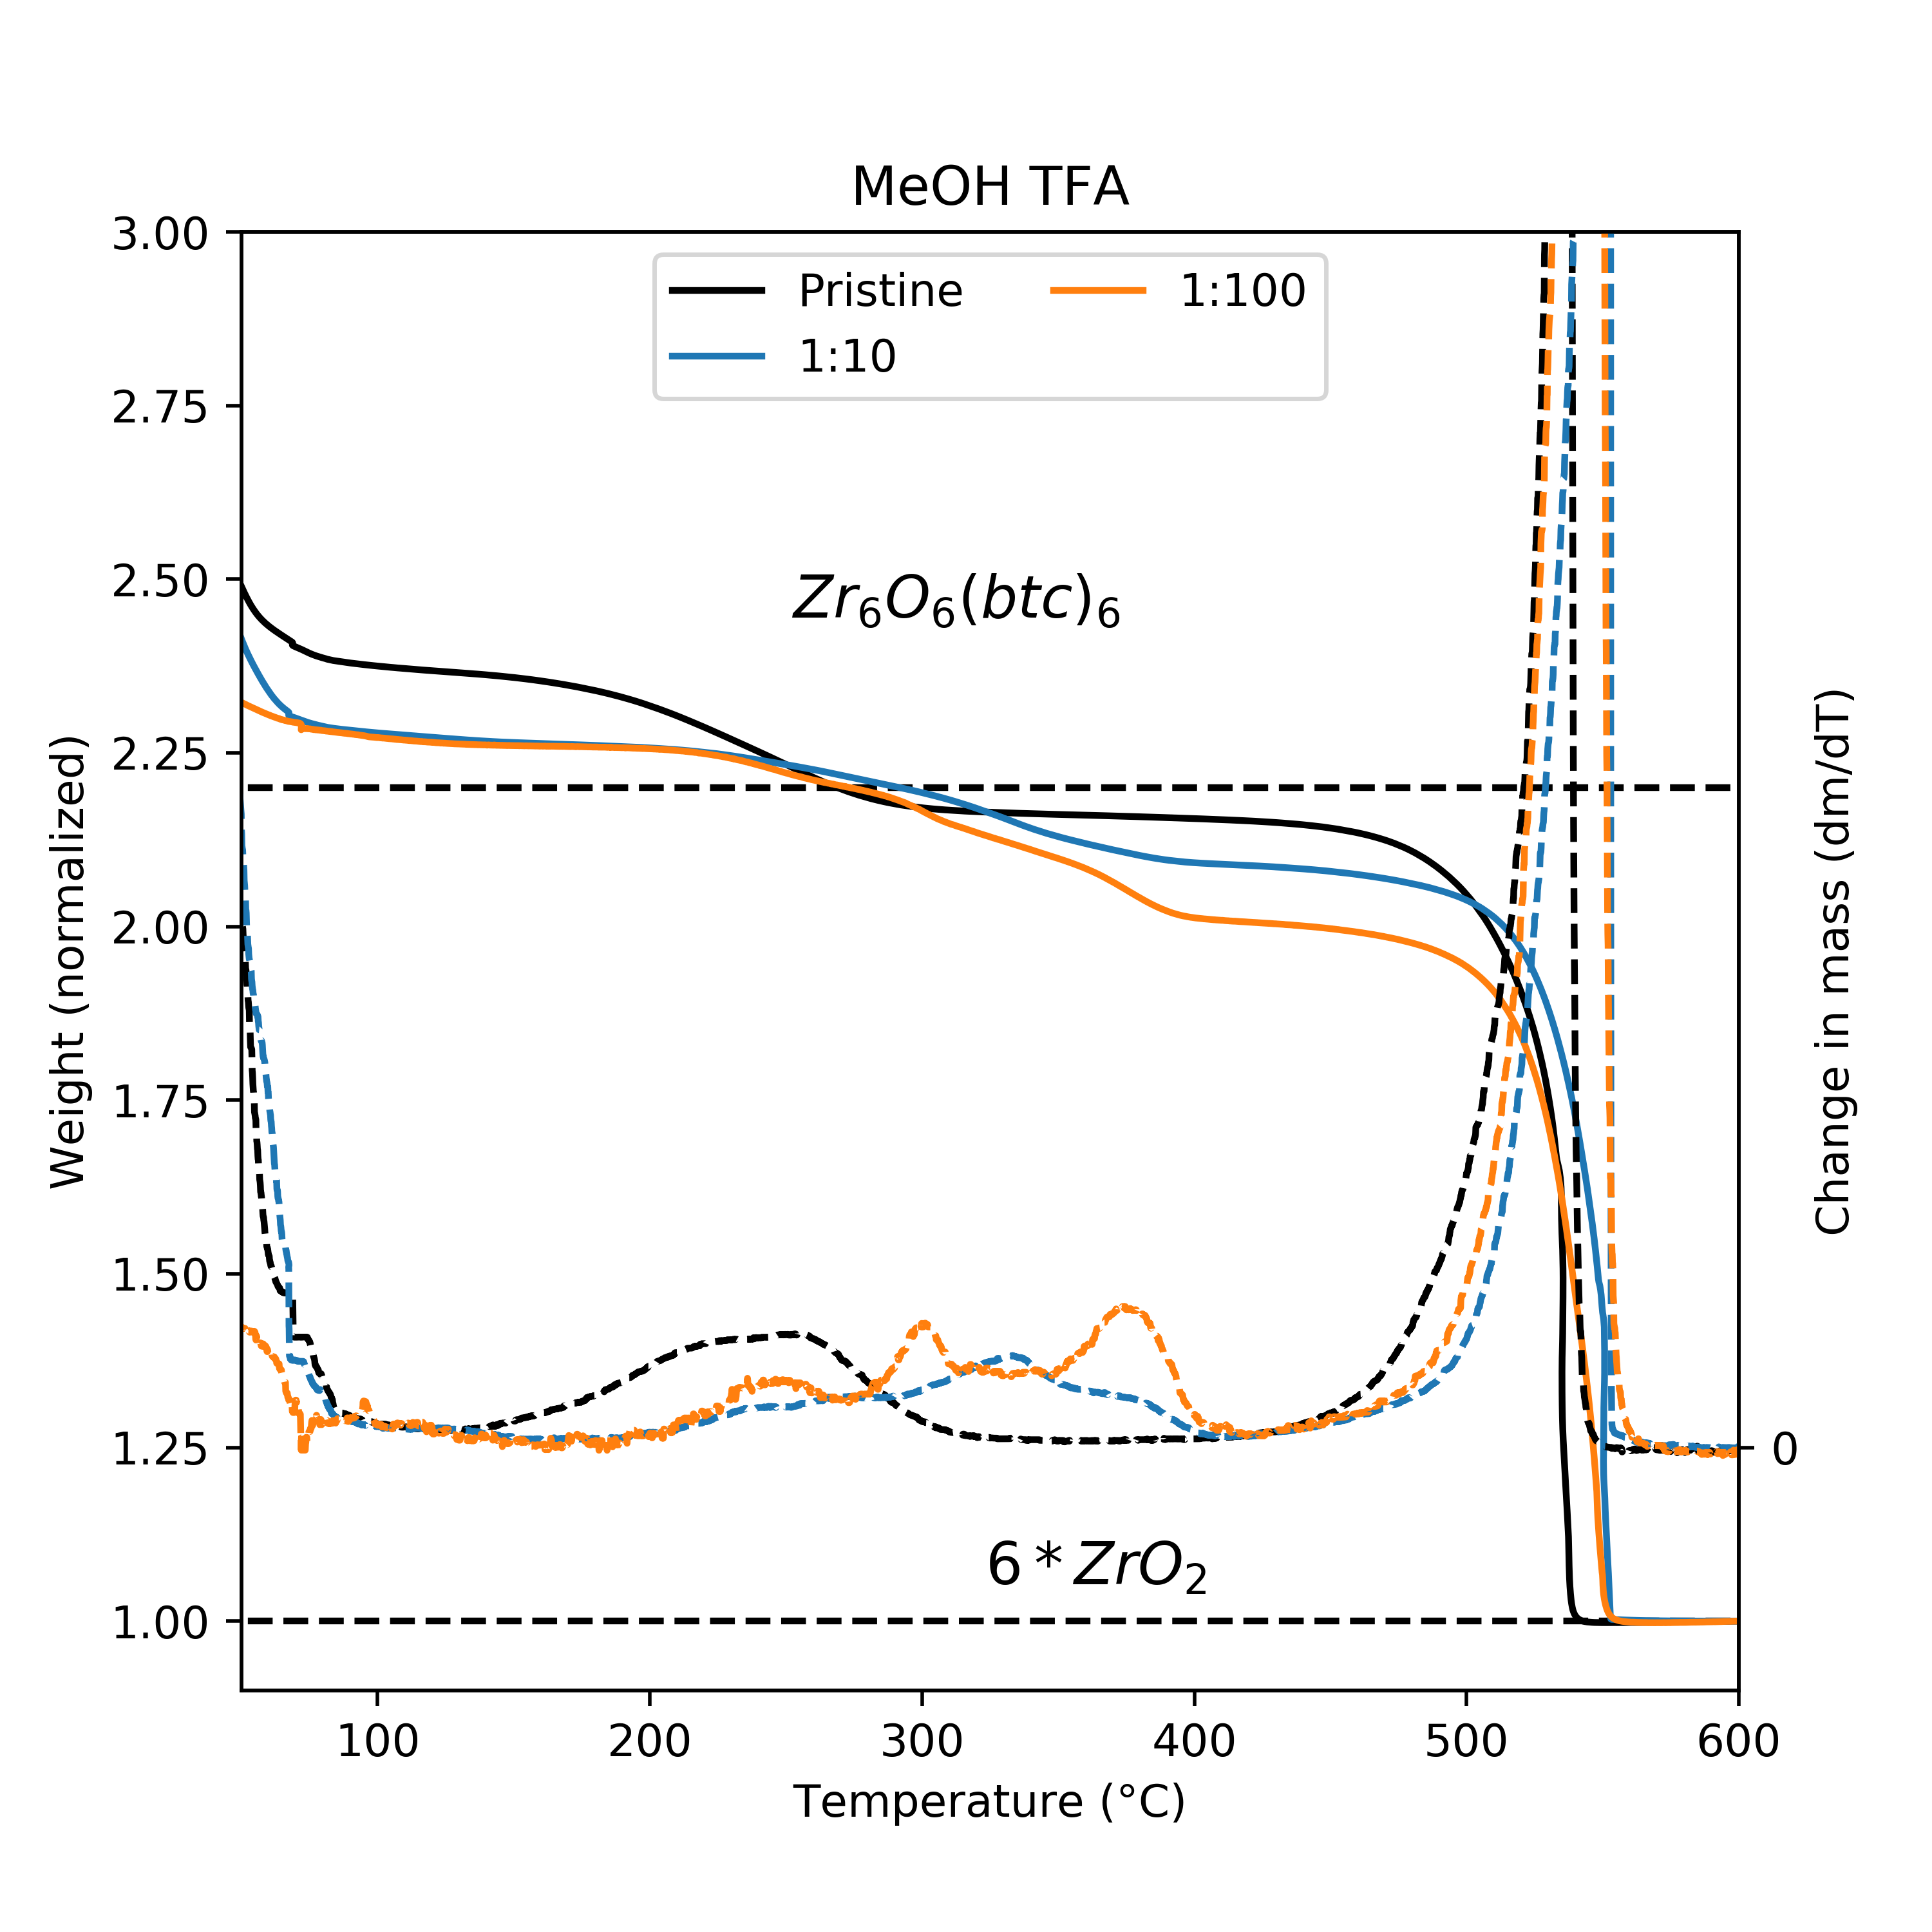 MeOH TFA
Pristine
1:10
1:100
Zr₆O₆(btc)₆
6 * ZrO₂
Weight (normalized)
3.00
2.75
2.50
2.25
2.00
1.75
1.50
1.25
1.00
Change in mass (dm/dT)
0
100 200 300 400 500 600
Temperature (°C)